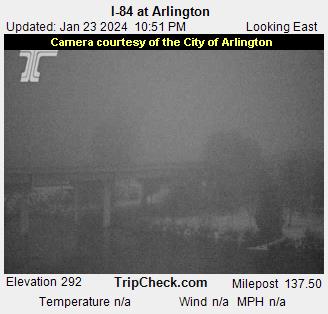 I-84 at Arlington
Updated: Jan 23 2024 10:51 PM Looking East
Camera courtesy of the City of Arlington
Elevation 292 TripCheck.com Milepost 137.50
Temperature n/a Wind n/a MPH n/a